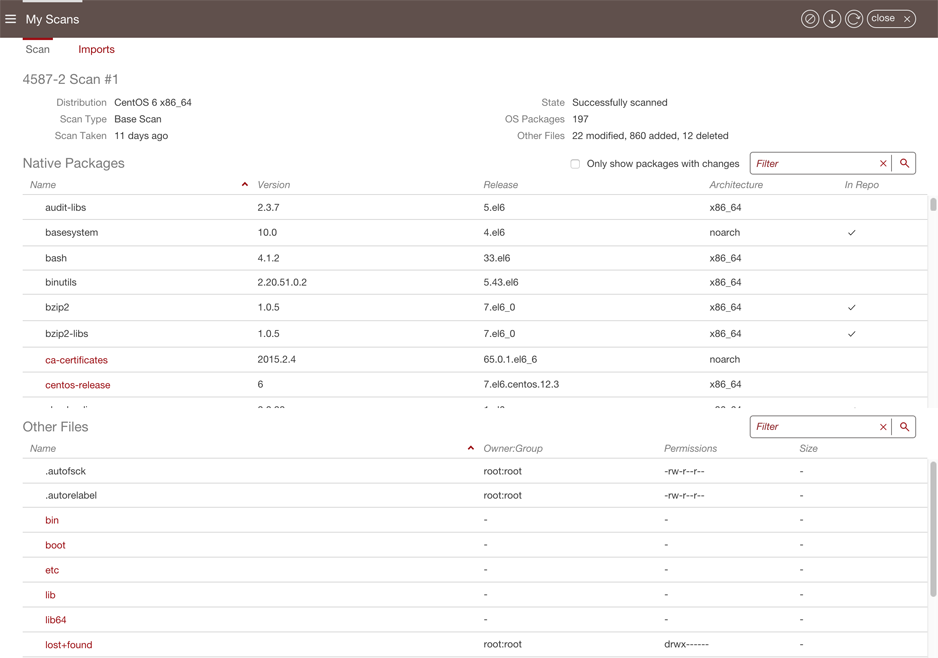 My Scans
close
Scan Imports
4587-2 Scan #1
Distribution CentOS 6 x86_64 State Successfully scanned
Scan Type Base Scan OS Packages 197
Scan Taken 11 days ago Other Files 22 modified, 860 added, 12 deleted
Native Packages Only show packages with changes Filter
Name Version Release Architecture In Repo
audit-libs 2.3.7 5.el6 x86_64
basesystem 10.0 4.el6 noarch
bash 4.1.2 33.el6 x86_64
binutils 2.20.51.0.2 5.43.el6 x86_64
bzip2 1.0.5 7.el6_0 x86_64
bzip2-libs 1.0.5 7.el6_0 x86_64
ca-certificates 2015.2.4 65.0.1.el6_6 noarch
centos-release 6 7.el6.centos.12.3 x86_64
Other Files Filter
Name Owner:Group Permissions Size
.autofsck root:root -rw-r--r-- -
.autorelabel root:root -rw-r--r-- -
bin - - -
boot - - -
etc - - -
lib - - -
lib64 - - -
lost+found root:root drwx------ -